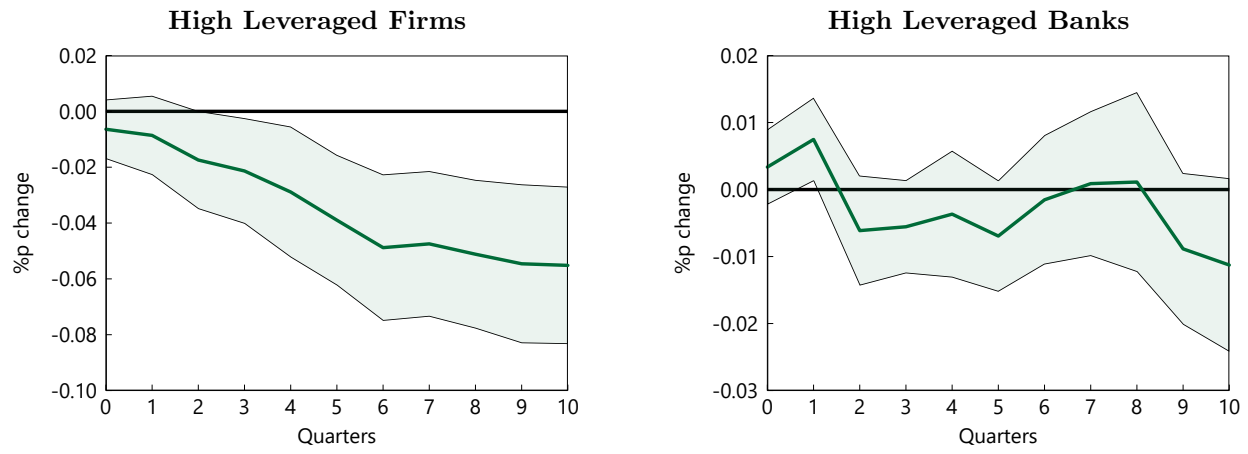 High Leveraged Firms
%p change
0.02
0.00
-0.02
-0.04
-0.06
-0.08
-0.10
0 1 2 3 4 5 6 7 8 9 10
Quarters
High Leveraged Banks
%p change
0.02
0.01
0.00
-0.01
-0.02
-0.03
0 1 2 3 4 5 6 7 8 9 10
Quarters